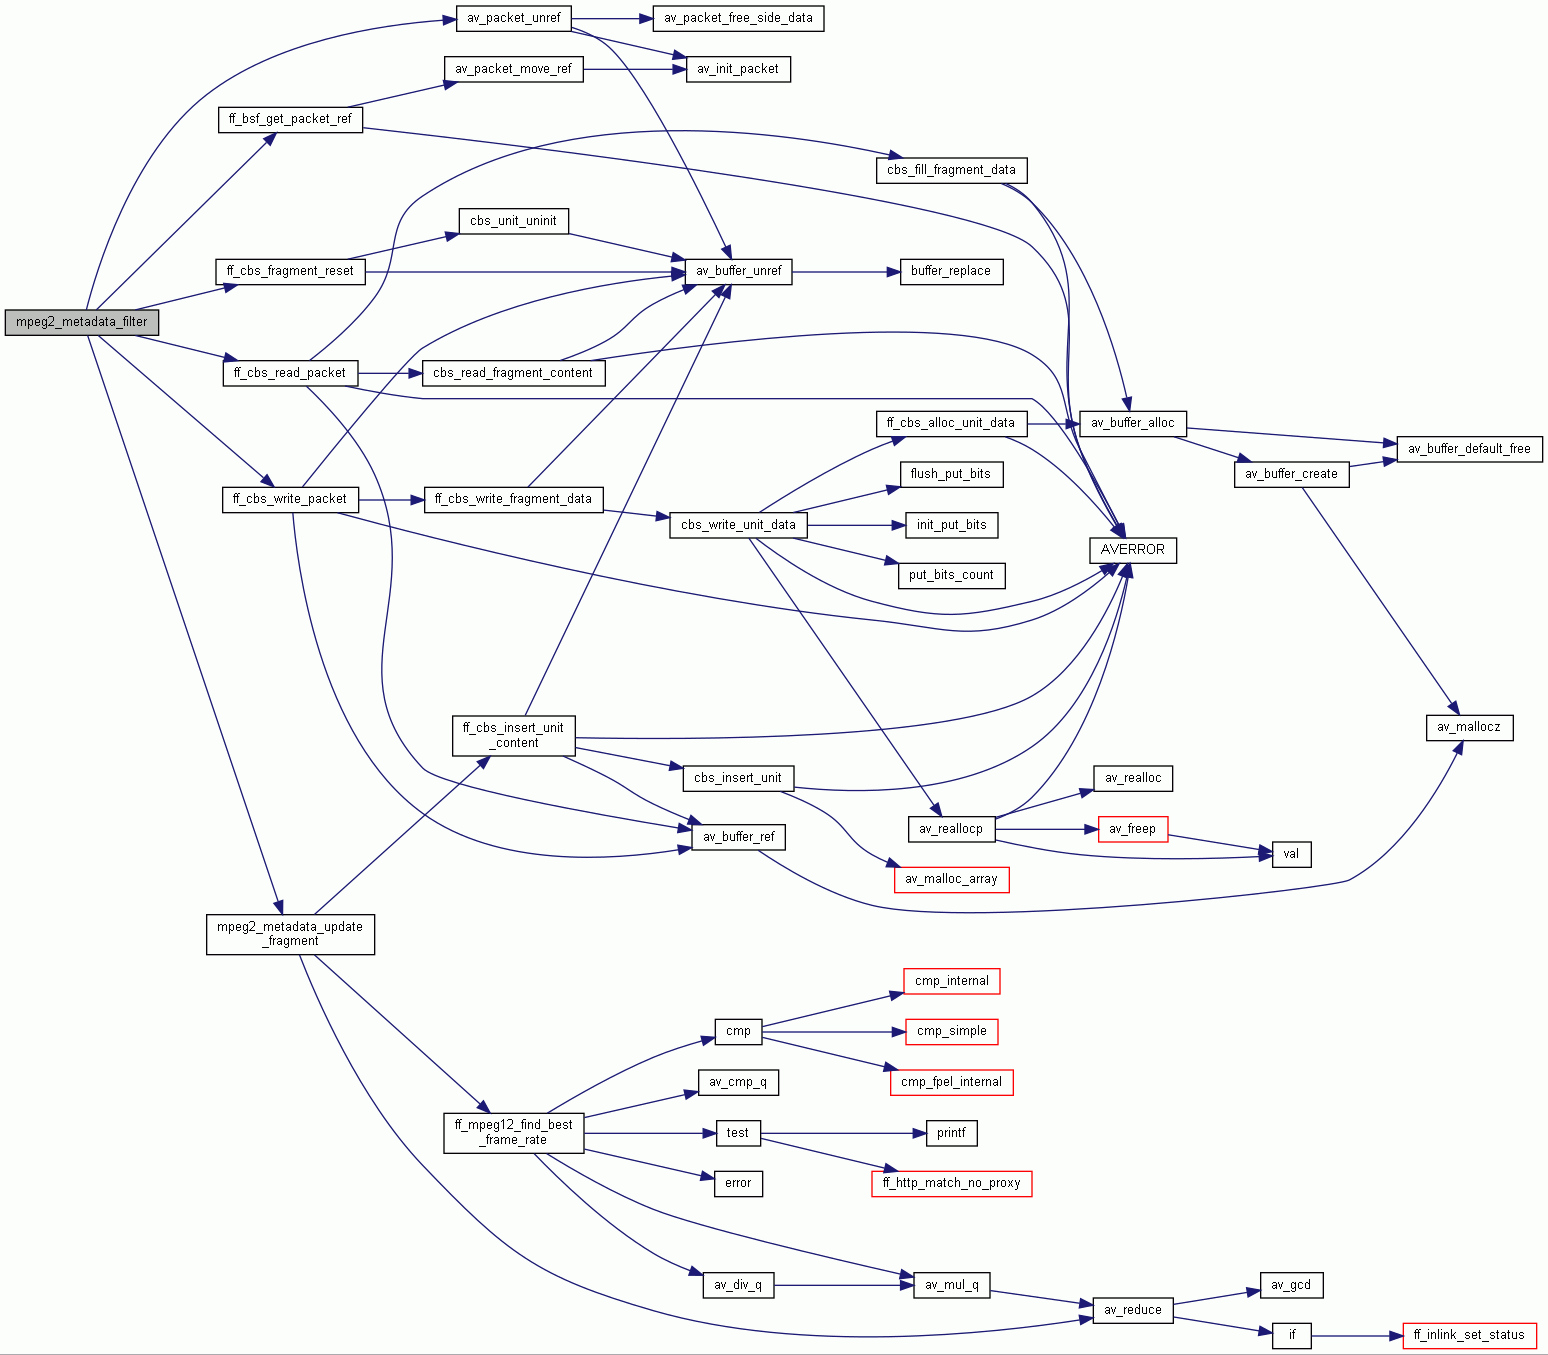 av_packet_unref
av_packet_free_side_data
av_packet_move_ref
av_init_packet
ff_bsf_get_packet_ref
cbs_fill_fragment_data
cbs_unit_uninit
ff_cbs_fragment_reset
av_buffer_unref
buffer_replace
mpeg2_metadata_filter
ff_cbs_read_packet
cbs_read_fragment_content
ff_cbs_alloc_unit_data
av_buffer_alloc
av_buffer_default_free
flush_put_bits
av_buffer_create
ff_cbs_write_packet
ff_cbs_write_fragment_data
cbs_write_unit_data
init_put_bits
AVERROR
put_bits_count
ff_cbs_insert_unit
_content
av_mallocz
cbs_insert_unit
av_realloc
av_reallocp
av_freep
av_buffer_ref
val
av_malloc_array
mpeg2_metadata_update
_fragment
cmp_internal
cmp
cmp_simple
av_cmp_q
cmp_fpel_internal
ff_mpeg12_find_best
_frame_rate
test
printf
error
ff_http_match_no_proxy
av_div_q
av_mul_q
av_gcd
av_reduce
if
ff_inlink_set_status